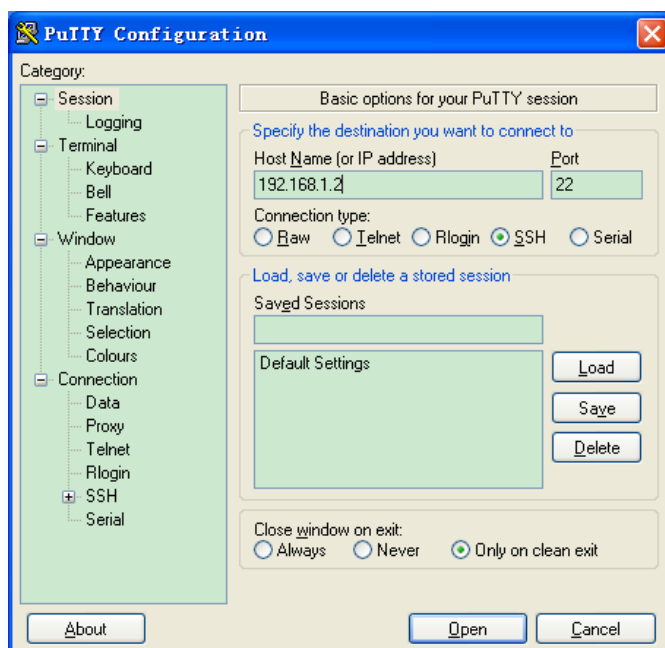 PuTTY Configuration
Category:
Session
Logging
Terminal
Keyboard
Bell
Features
Window
Appearance
Behaviour
Translation
Selection
Colours
Connection
Data
Proxy
Telnet
Rlogin
SSH
Serial
Basic options for your PuTTY session
Specify the destination you want to connect to
Host Name (or IP address) Port
192.168.1.2 22
Connection type:
Raw Telnet Rlogin SSH Serial
Load, save or delete a stored session
Saved Sessions
Default Settings
Load
Save
Delete
Close window on exit:
Always Never Only on clean exit
About Open Cancel